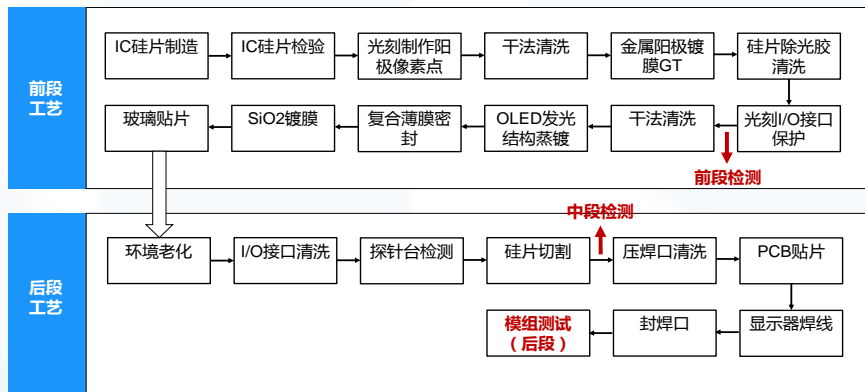 前段
工艺
IC硅片制造
IC硅片检验
光刻制作阳
极像素点
干法清洗
金属阳极镀
膜GT
硅片除光胶
清洗
玻璃贴片
SiO2镀膜
复合薄膜密
封
OLED发光
结构蒸镀
干法清洗
光刻I/O接口
保护
前段检测
后段
工艺
中段检测
环境老化
I/O接口清洗
探针台检测
硅片切割
压焊口清洗
PCB贴片
模组测试
（后段）
封焊口
显示器焊线